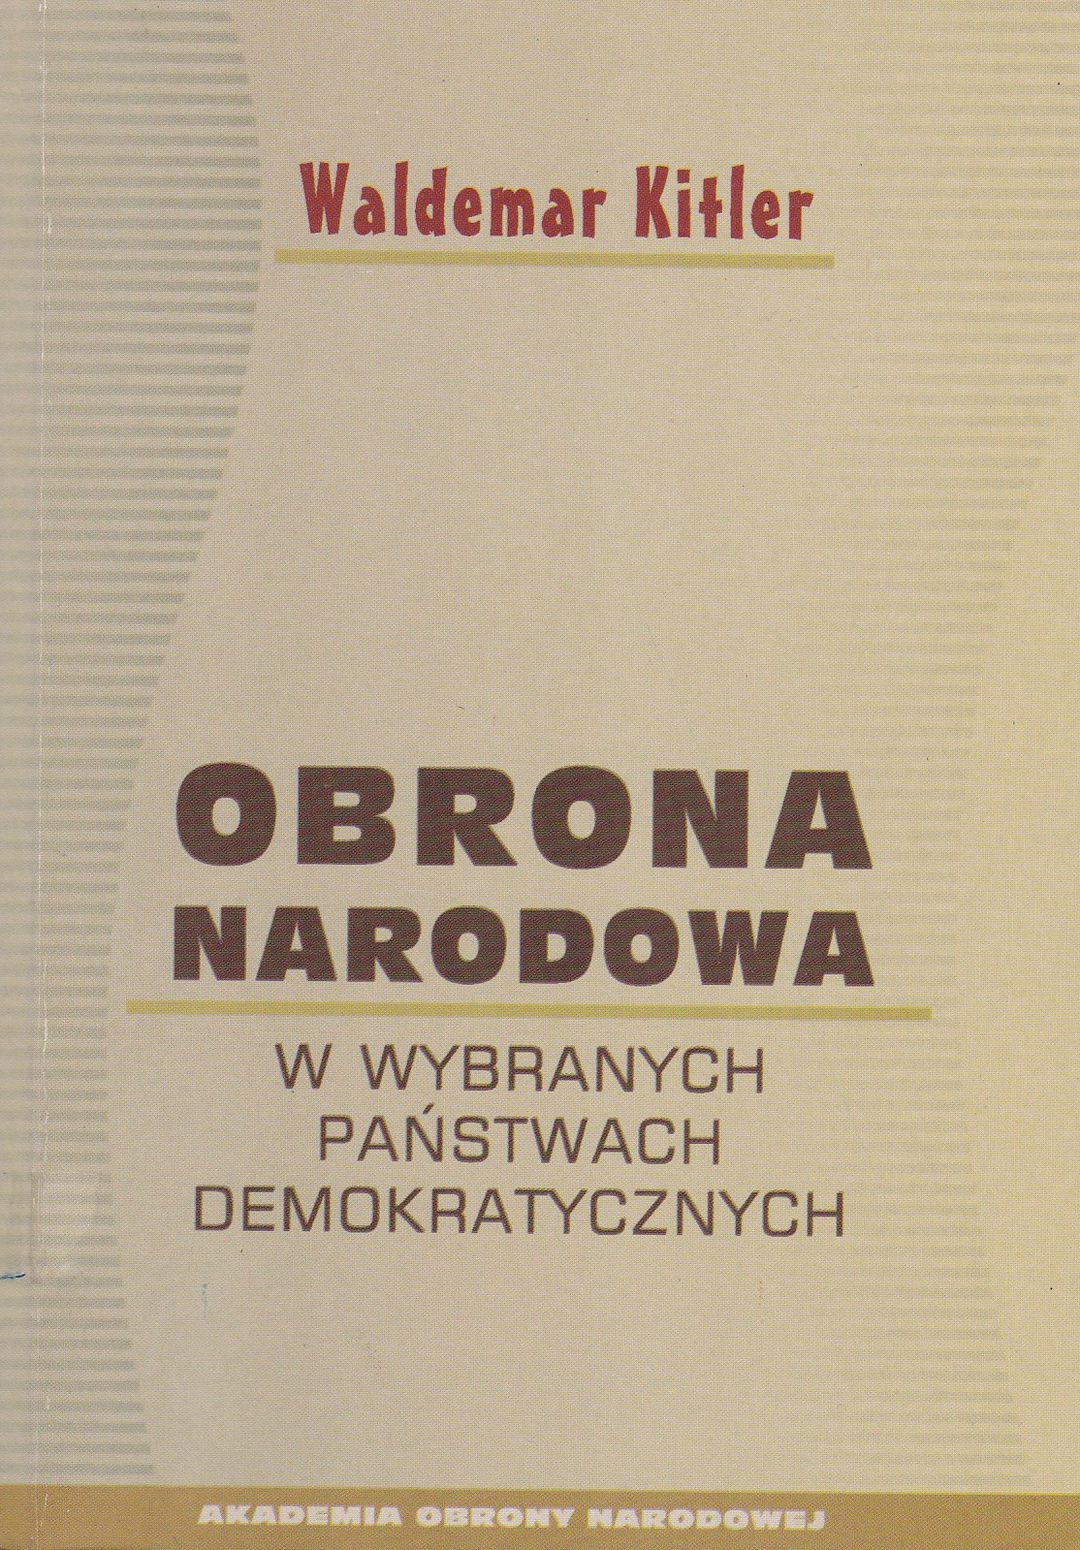 Waldemar Kitler
OBRONA
NARODOWA
W WYBRANYCH
PAŃSTWACH
DEMOKRATYCZNYCH
AKADEMIA OBRONY NARODOWEJ